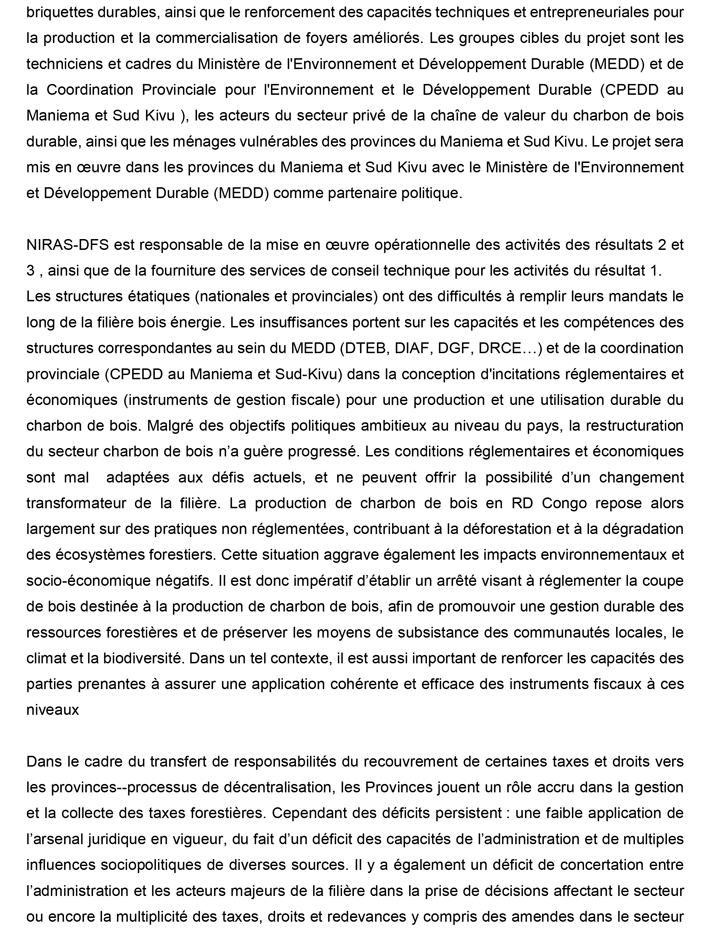 briquettes durables, ainsi que le renforcement des capacités techniques et entrepreneuriales pour
la production et la commercialisation de foyers améliorés. Les groupes cibles du projet sont les
techniciens et cadres du Ministère de l'Environnement et Développement Durable (MEDD) et de
la Coordination Provinciale pour l'Environnement et le Développement Durable (CPEDD au
Maniema et Sud Kivu ), les acteurs du secteur privé de la chaîne de valeur du charbon de bois
durable, ainsi que les ménages vulnérables des provinces du Maniema et Sud Kivu. Le projet sera
mis en œuvre dans les provinces du Maniema et Sud Kivu avec le Ministère de l'Environnement
et Développement Durable (MEDD) comme partenaire politique.
NIRAS-DFS est responsable de la mise en œuvre opérationnelle des activités des résultats 2 et
3 , ainsi que de la fourniture des services de conseil technique pour les activités du résultat 1.
Les structures étatiques (nationales et provinciales) ont des difficultés à remplir leurs mandats le
long de la filière bois énergie. Les insuffisances portent sur les capacités et les compétences des
structures correspondantes au sein du MEDD (DTEB, DIAF, DGF, DRCE…) et de la coordination
provinciale (CPEDD au Maniema et Sud-Kivu) dans la conception d'incitations réglementaires et
économiques (instruments de gestion fiscale) pour une production et une utilisation durable du
charbon de bois. Malgré des objectifs politiques ambitieux au niveau du pays, la restructuration
du secteur charbon de bois n’a guère progressé. Les conditions réglementaires et économiques
sont mal adaptées aux défis actuels, et ne peuvent offrir la possibilité d’un changement
transformateur de la filière. La production de charbon de bois en RD Congo repose alors
largement sur des pratiques non réglementées, contribuant à la déforestation et à la dégradation
des écosystèmes forestiers. Cette situation aggrave également les impacts environnementaux et
socio-économique négatifs. Il est donc impératif d’établir un arrêté visant à réglementer la coupe
de bois destinée à la production de charbon de bois, afin de promouvoir une gestion durable des
ressources forestières et de préserver les moyens de subsistance des communautés locales, le
climat et la biodiversité. Dans un tel contexte, il est aussi important de renforcer les capacités des
parties prenantes à assurer une application cohérente et efficace des instruments fiscaux à ces
niveaux
Dans le cadre du transfert de responsabilités du recouvrement de certaines taxes et droits vers
les provinces--processus de décentralisation, les Provinces jouent un rôle accru dans la gestion
et la collecte des taxes forestières. Cependant des déficits persistent : une faible application de
l’arsenal juridique en vigueur, du fait d’un déficit des capacités de l’administration et de multiples
influences sociopolitiques de diverses sources. Il y a également un déficit de concertation entre
l’administration et les acteurs majeurs de la filière dans la prise de décisions affectant le secteur
ou encore la multiplicité des taxes, droits et redevances y compris des amendes dans le secteur